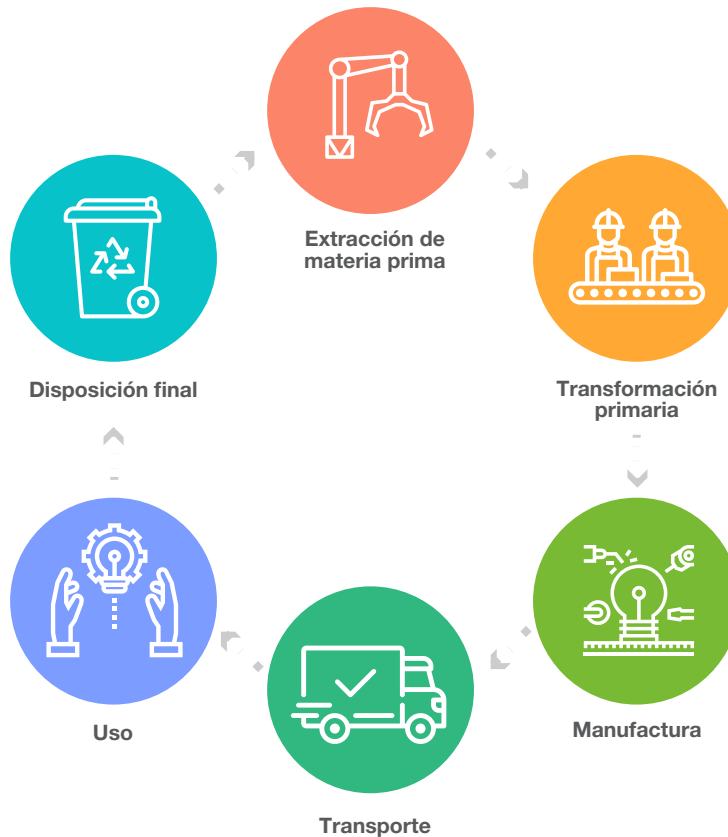 Extracción de
materia prima
Transformación
primaria
Manufactura
Transporte
Uso
Disposición final